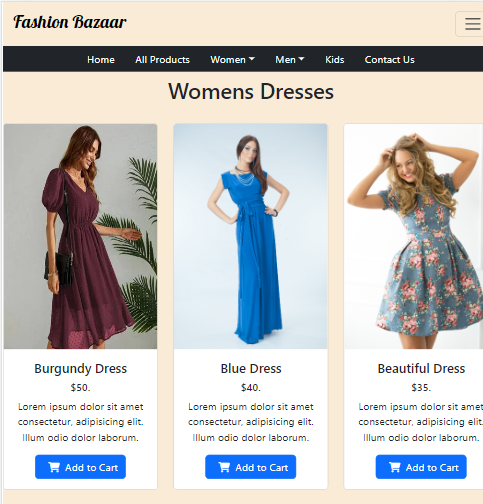 Fashion Bazaar
Home All Products Women Men Kids Contact Us
Womens Dresses
Burgundy Dress
$50.
Lorem ipsum dolor sit amet
consectetur, adipisicing elit.
Illum odio dolor laborum.
Add to Cart
Blue Dress
$40.
Lorem ipsum dolor sit amet
consectetur, adipisicing elit.
Illum odio dolor laborum.
Add to Cart
Beautiful Dress
$35.
Lorem ipsum dolor sit amet
consectetur, adipisicing elit.
Illum odio dolor laborum.
Add to Cart